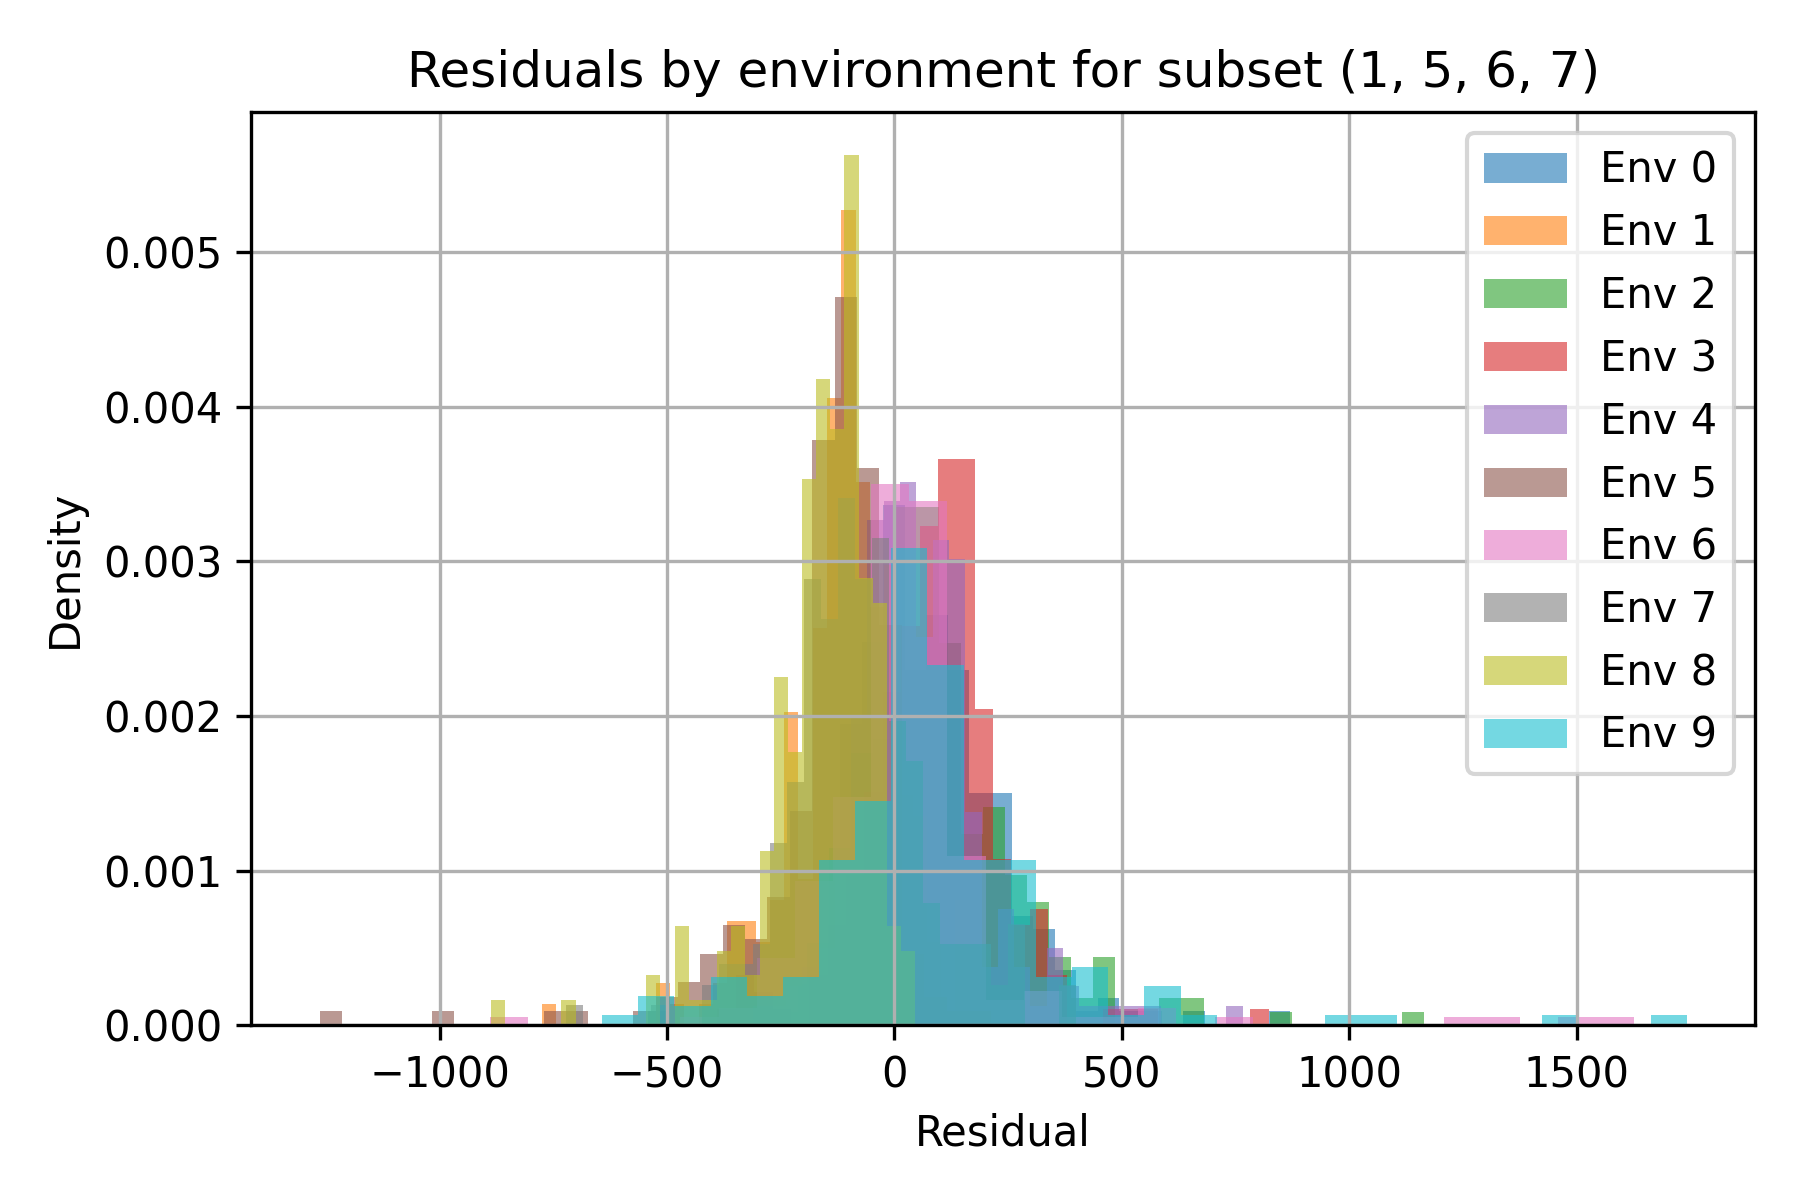 Residuals by environment for subset (1, 5, 6, 7)
Env 0
Env 1
Env 2
Env 3
Env 4
Env 5
Env 6
Env 7
Env 8
Env 9
Density
0.005
0.004
0.003
0.002
0.001
0.000
−1000
−500
0
500
1000
1500
Residual